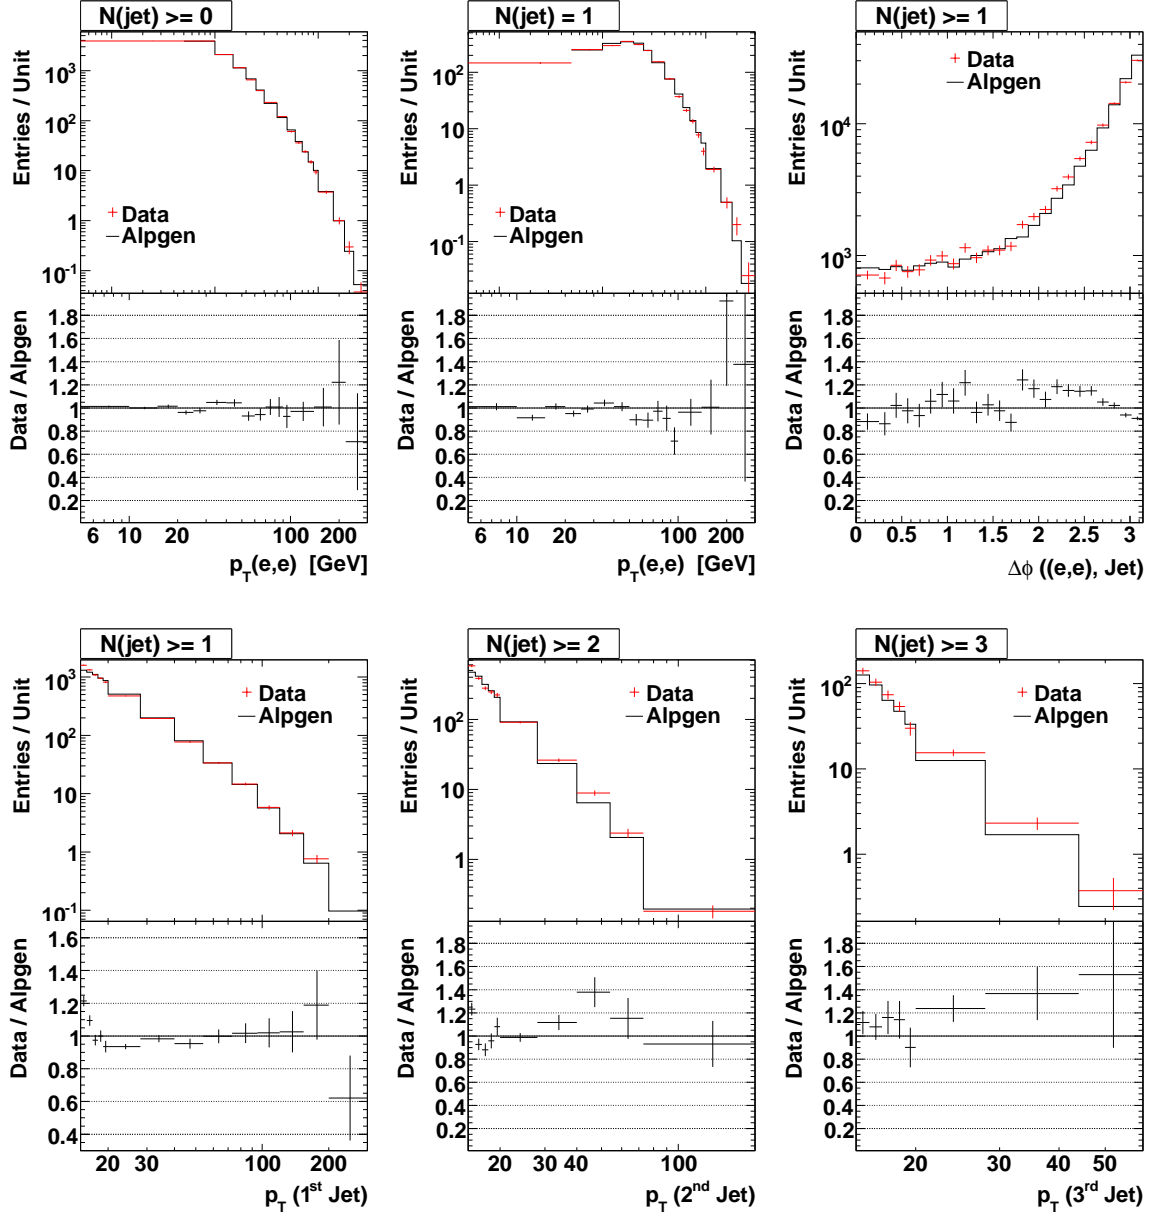 N(jet) >= 0
Entries / Unit
10³
10²
10
1
10⁻¹
Data
Alpgen
Data / Alpgen
1.8
1.6
1.4
1.2
1
0.8
0.6
0.4
0.2
6 10 20 100 200
p_T(e,e) [GeV]
N(jet) = 1
Entries / Unit
10²
10
1
10⁻¹
Data
Alpgen
Data / Alpgen
1.8
1.6
1.4
1.2
1
0.8
0.6
0.4
0.2
6 10 20 100 200
p_T(e,e) [GeV]
N(jet) >= 1
Entries / Unit
10⁴
10³
Data
Alpgen
Data / Alpgen
1.8
1.6
1.4
1.2
1
0.8
0.6
0.4
0.2
0 0.5 1 1.5 2 2.5 3
Δϕ ((e,e), Jet)
N(jet) >= 1
Entries / Unit
10³
10²
10
1
10⁻¹
Data
Alpgen
Data / Alpgen
1.6
1.4
1.2
1
0.8
0.6
0.4
20 30 100 200
p_T (1ˢᵗ Jet)
N(jet) >= 2
Entries / Unit
10²
10
1
Data
Alpgen
Data / Alpgen
1.8
1.6
1.4
1.2
1
0.8
0.6
0.4
0.2
20 30 40 100
p_T (2ⁿᵈ Jet)
N(jet) >= 3
Entries / Unit
10²
10
1
Data
Alpgen
Data / Alpgen
1.8
1.6
1.4
1.2
1
0.8
0.6
0.4
0.2
20 30 40 50
p_T (3ʳᵈ Jet)